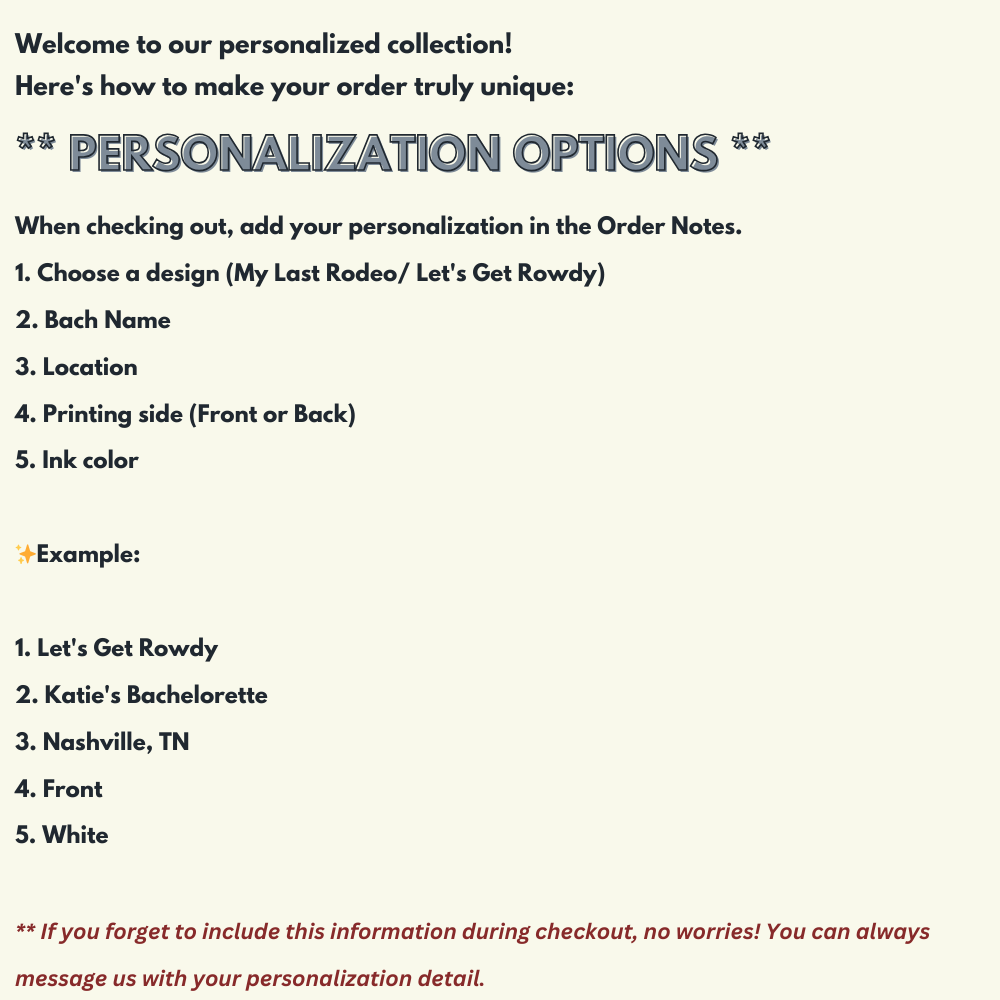 Welcome to our personalized collection!
Here's how to make your order truly unique:
** PERSONALIZATION OPTIONS **
When checking out, add your personalization in the Order Notes.
1. Choose a design (My Last Rodeo/ Let's Get Rowdy)
2. Bach Name
3. Location
4. Printing side (Front or Back)
5. Ink color
✨Example:
1. Let's Get Rowdy
2. Katie's Bachelorette
3. Nashville, TN
4. Front
5. White
** If you forget to include this information during checkout, no worries! You can always
message us with your personalization detail.